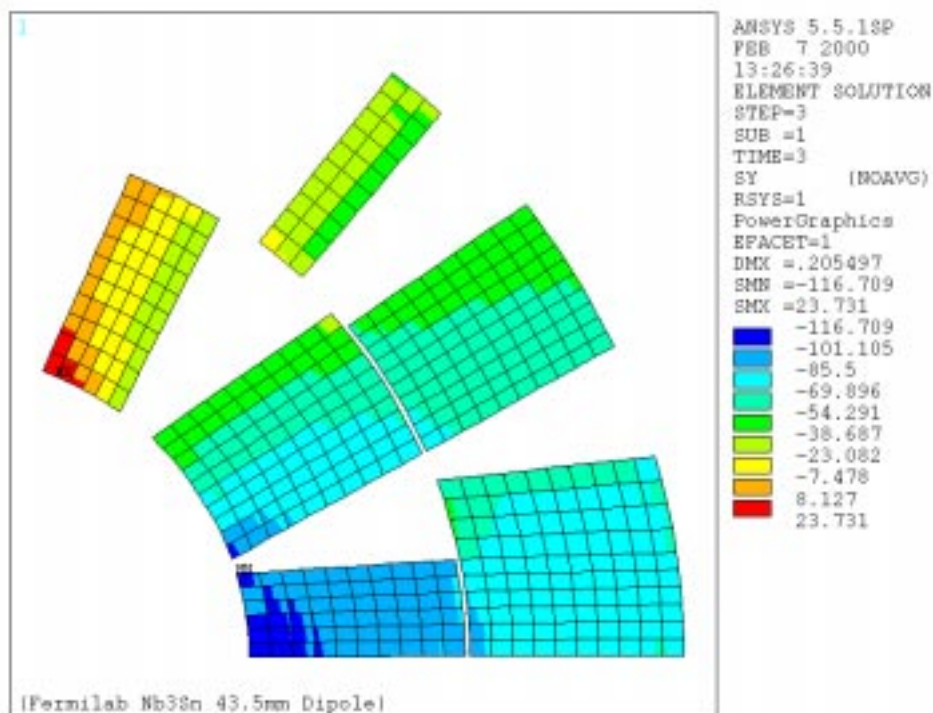 1
ANSYS 5.5.1SP
FEB 7 2000
13:26:39
ELEMENT SOLUTION
STEP=3
SUB =1
TIME=3
SY (NOAVG)
RSYS=1
PowerGraphics
EFACET=1
DMX =.205497
SMN =-116.709
SMX =23.731
-116.709
-101.105
-85.5
-69.896
-54.291
-38.687
-23.082
-7.478
8.127
23.731
(Fermilab Nb3Sn 43.5mm Dipole)